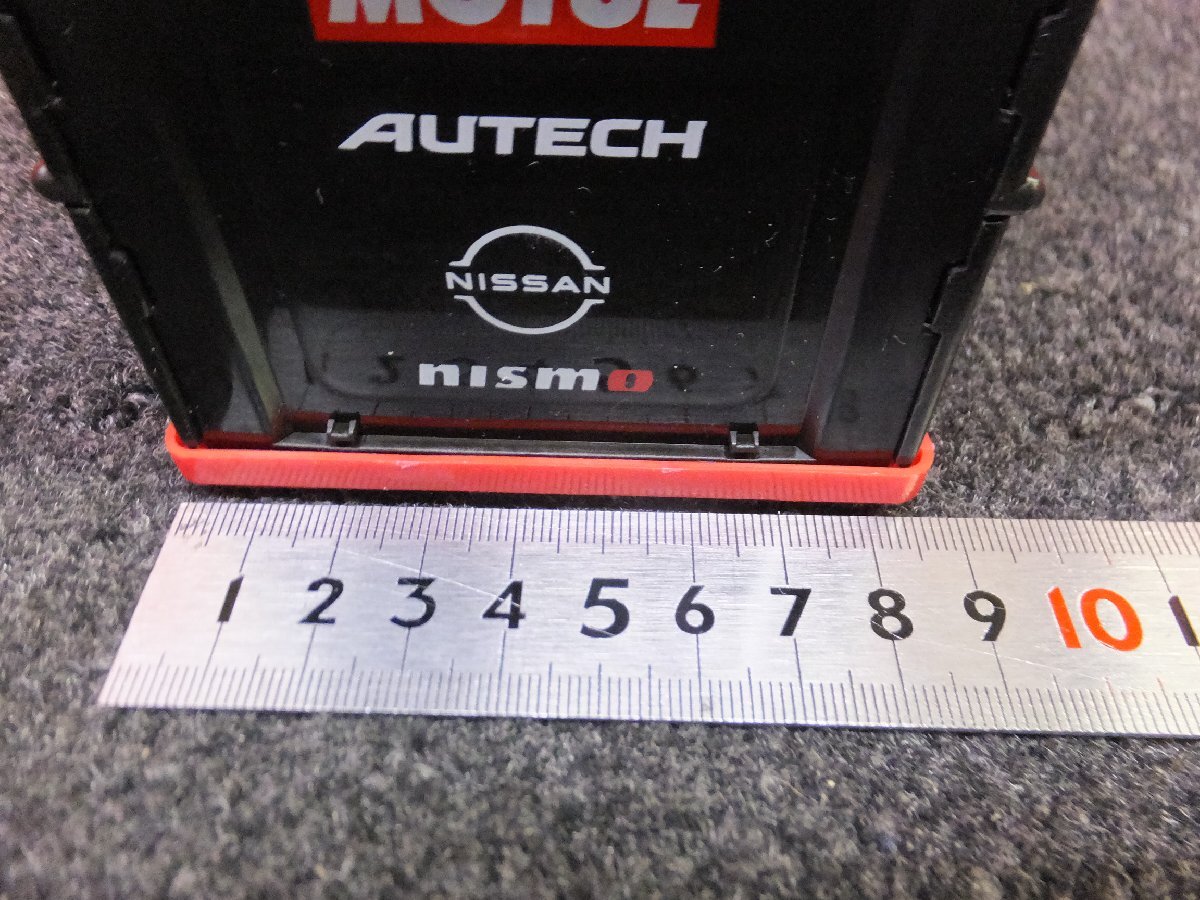 MOTUL
AUTECH
NISSAN
nismo
1 2 3 4 5 6 7 8 9 10